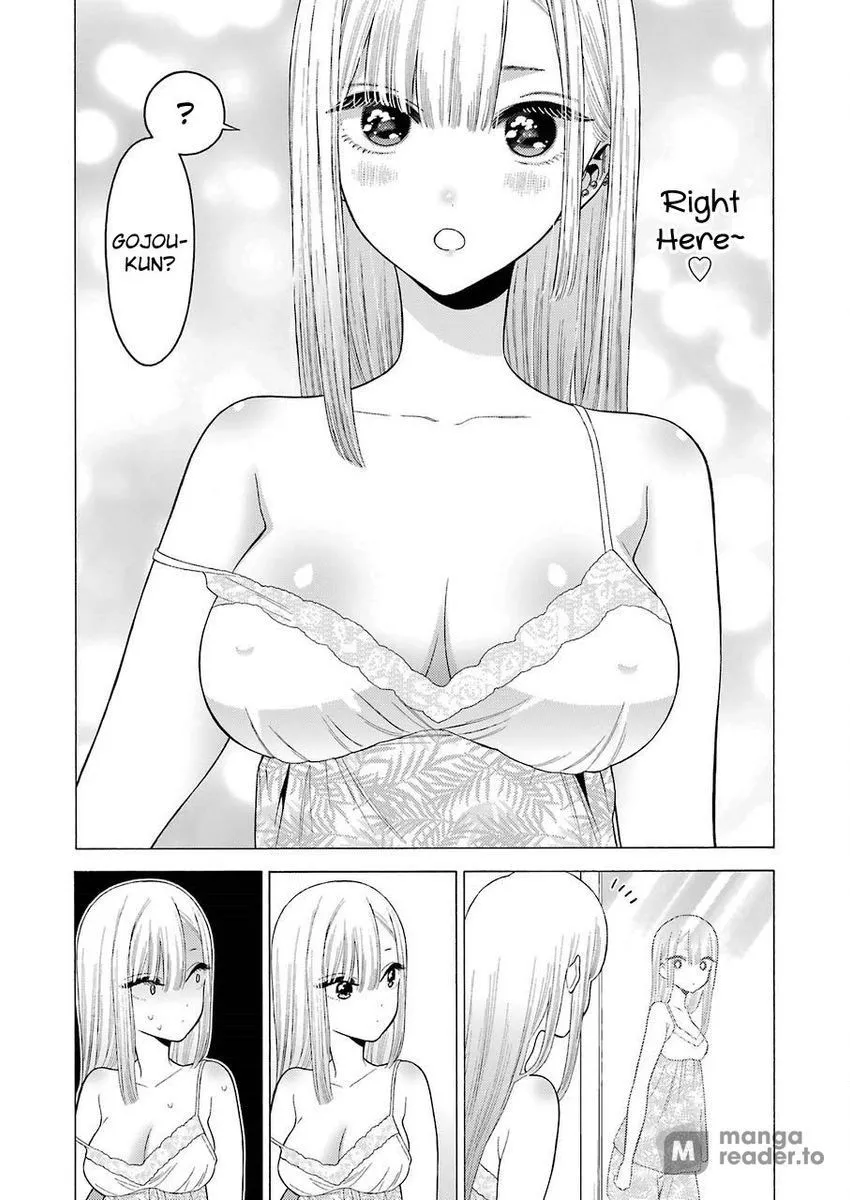 ?
GOJOU-
KUN?
Right
Here~
♡
M manga
reader.to